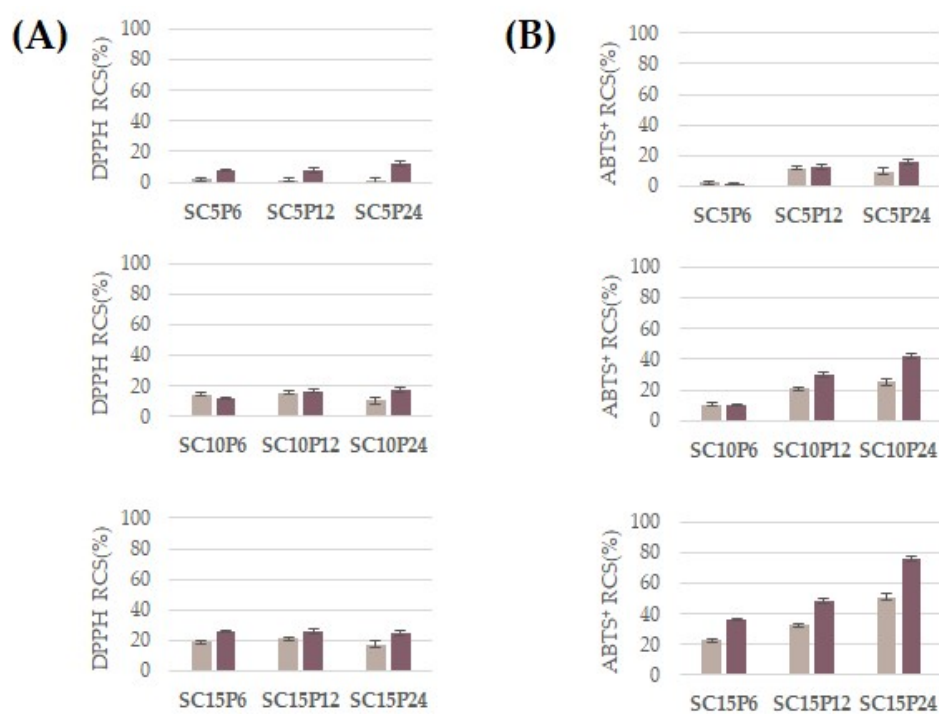 (A)
DPPH RCS(%)
100
80
60
40
20
0
SC5P6 SC5P12 SC5P24
DPPH RCS(%)
100
80
60
40
20
0
SC10P6 SC10P12 SC10P24
DPPH RCS(%)
100
80
60
40
20
0
SC15P6 SC15P12 SC15P24
(B)
ABTS⁺ RCS(%)
100
80
60
40
20
0
SC5P6 SC5P12 SC5P24
ABTS⁺ RCS(%)
100
80
60
40
20
0
SC10P6 SC10P12 SC10P24
ABTS⁺ RCS(%)
100
80
60
40
20
0
SC15P6 SC15P12 SC15P24